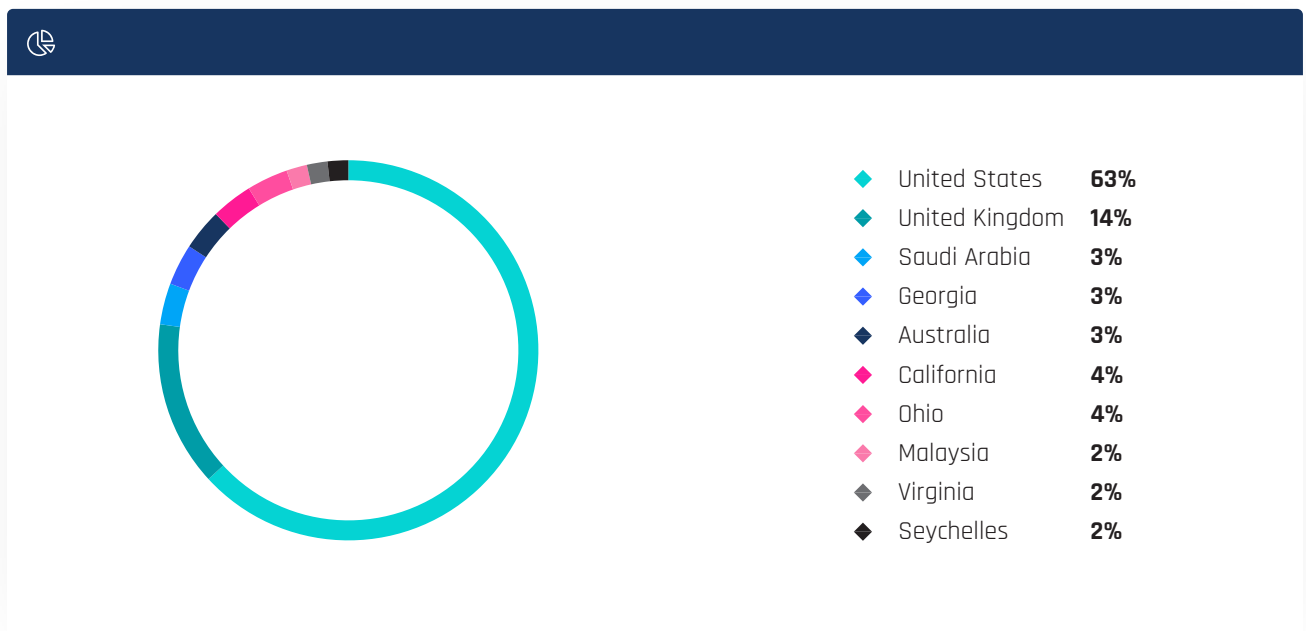 United States 63%
United Kingdom 14%
Saudi Arabia 3%
Georgia 3%
Australia 3%
California 4%
Ohio 4%
Malaysia 2%
Virginia 2%
Seychelles 2%